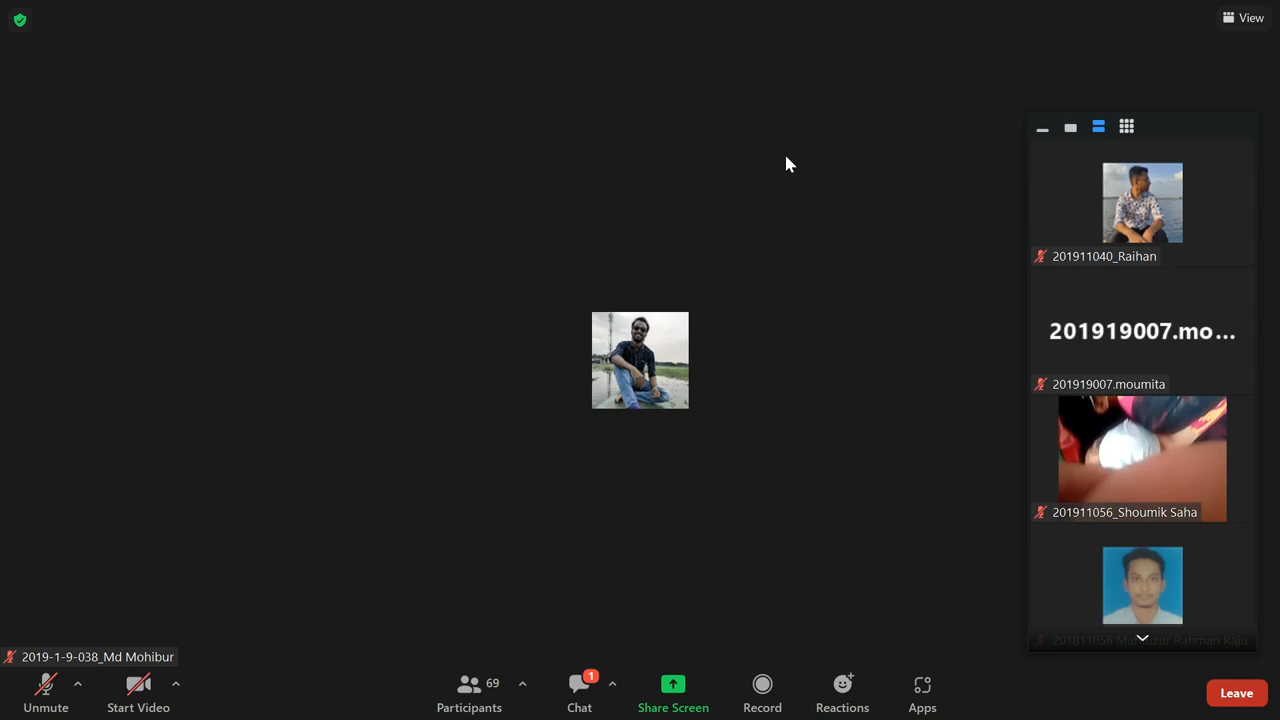 View
201911040_Raihan
201919007.mo...
201919007.moumita
201911056_Shoumik Saha
2019-1-9-038_Md Mohibur
Unmute
Start Video
69
Participants
1
Chat
Share Screen
Record
Reactions
Apps
Leave